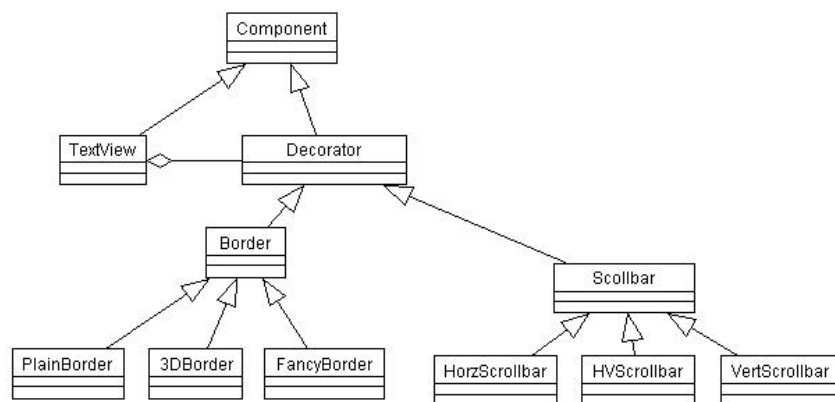 Component
TextView
Decorator
Border
Scollbar
PlainBorder
3DBorder
FancyBorder
HorzScrollbar
HVScrollbar
VertScrollbar